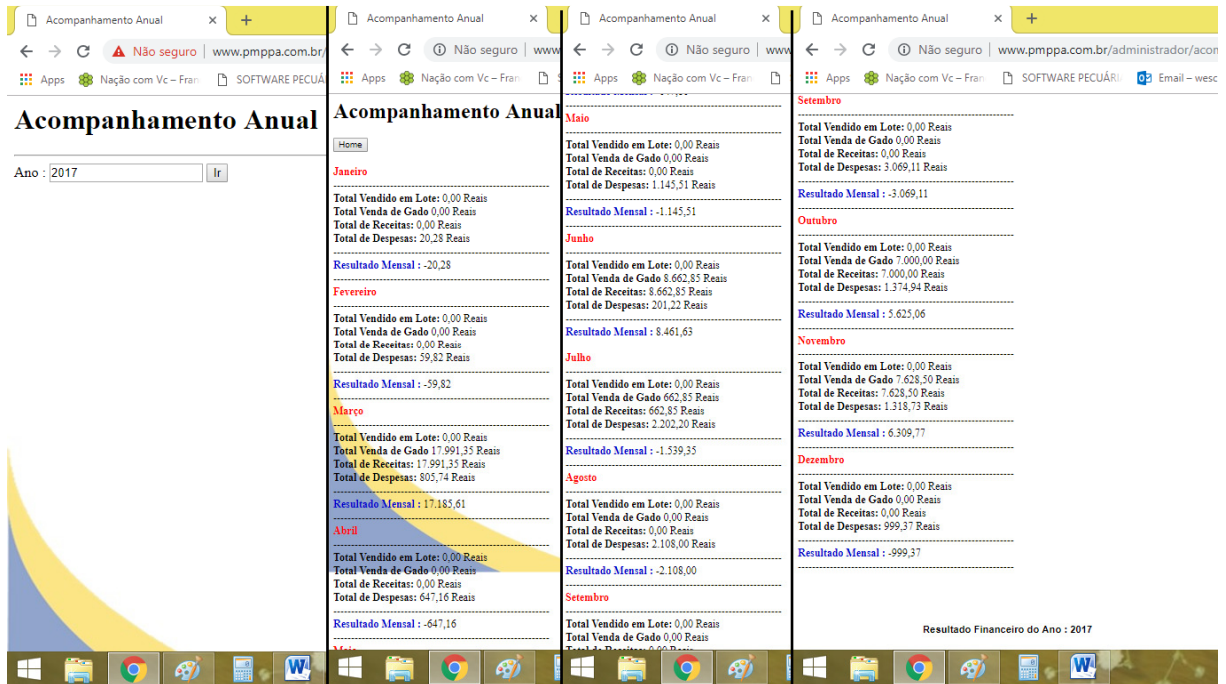 Acompanhamento Anual
Não seguro | www.pmppa.com.br/
Apps Nação com Vc – Fran SOFTWARE PECUÁ
Acompanhamento Anual
Ano : 2017 Ir
Acompanhamento Anual
Não seguro | www
Apps Nação com Vc – Fran
Acompanhamento Anual
Home
Janeiro
Total Vendido em Lote: 0,00 Reais
Total Venda de Gado 0,00 Reais
Total de Receitas: 0,00 Reais
Total de Despesas: 20,28 Reais
Resultado Mensal : -20,28
Fevereiro
Total Vendido em Lote: 0,00 Reais
Total Venda de Gado 0,00 Reais
Total de Receitas: 0,00 Reais
Total de Despesas: 59,82 Reais
Resultado Mensal : -59,82
Março
Total Vendido em Lote: 0,00 Reais
Total Venda de Gado 17.991,35 Reais
Total de Receitas: 17.991,35 Reais
Total de Despesas: 805,74 Reais
Resultado Mensal : 17.185,61
Abril
Total Vendido em Lote: 0,00 Reais
Total Venda de Gado 0,00 Reais
Total de Receitas: 0,00 Reais
Total de Despesas: 647,16 Reais
Resultado Mensal : -647,16
Acompanhamento Anual
Não seguro | www
Apps Nação com Vc – Fran
Maio
Total Vendido em Lote: 0,00 Reais
Total Venda de Gado 0,00 Reais
Total de Receitas: 0,00 Reais
Total de Despesas: 1.145,51 Reais
Resultado Mensal : -1.145,51
Junho
Total Vendido em Lote: 0,00 Reais
Total Venda de Gado 8.662,85 Reais
Total de Receitas: 8.662,85 Reais
Total de Despesas: 201,22 Reais
Resultado Mensal : 8.461,63
Julho
Total Vendido em Lote: 0,00 Reais
Total Venda de Gado 662,85 Reais
Total de Receitas: 662,85 Reais
Total de Despesas: 2.202,20 Reais
Resultado Mensal : -1.539,35
Agosto
Total Vendido em Lote: 0,00 Reais
Total Venda de Gado 0,00 Reais
Total de Receitas: 0,00 Reais
Total de Despesas: 2.108,00 Reais
Resultado Mensal : -2.108,00
Setembro
Total Vendido em Lote: 0,00 Reais
Total Venda de Gado 0,00 Reais
Acompanhamento Anual
Não seguro | www.pmppa.com.br/administrador/acon
Apps Nação com Vc – Fran SOFTWARE PECUÁRI Email – wesc
Setembro
Total Vendido em Lote: 0,00 Reais
Total Venda de Gado 0,00 Reais
Total de Receitas: 0,00 Reais
Total de Despesas: 3.069,11 Reais
Resultado Mensal : -3.069,11
Outubro
Total Vendido em Lote: 0,00 Reais
Total Venda de Gado 7.000,00 Reais
Total de Receitas: 7.000,00 Reais
Total de Despesas: 1.374,94 Reais
Resultado Mensal : 5.625,06
Novembro
Total Vendido em Lote: 0,00 Reais
Total Venda de Gado 7.628,50 Reais
Total de Receitas: 7.628,50 Reais
Total de Despesas: 1.318,73 Reais
Resultado Mensal : 6.309,77
Dezembro
Total Vendido em Lote: 0,00 Reais
Total Venda de Gado 0,00 Reais
Total de Receitas: 0,00 Reais
Total de Despesas: 999,37 Reais
Resultado Mensal : -999,37
Resultado Financeiro do Ano : 2017